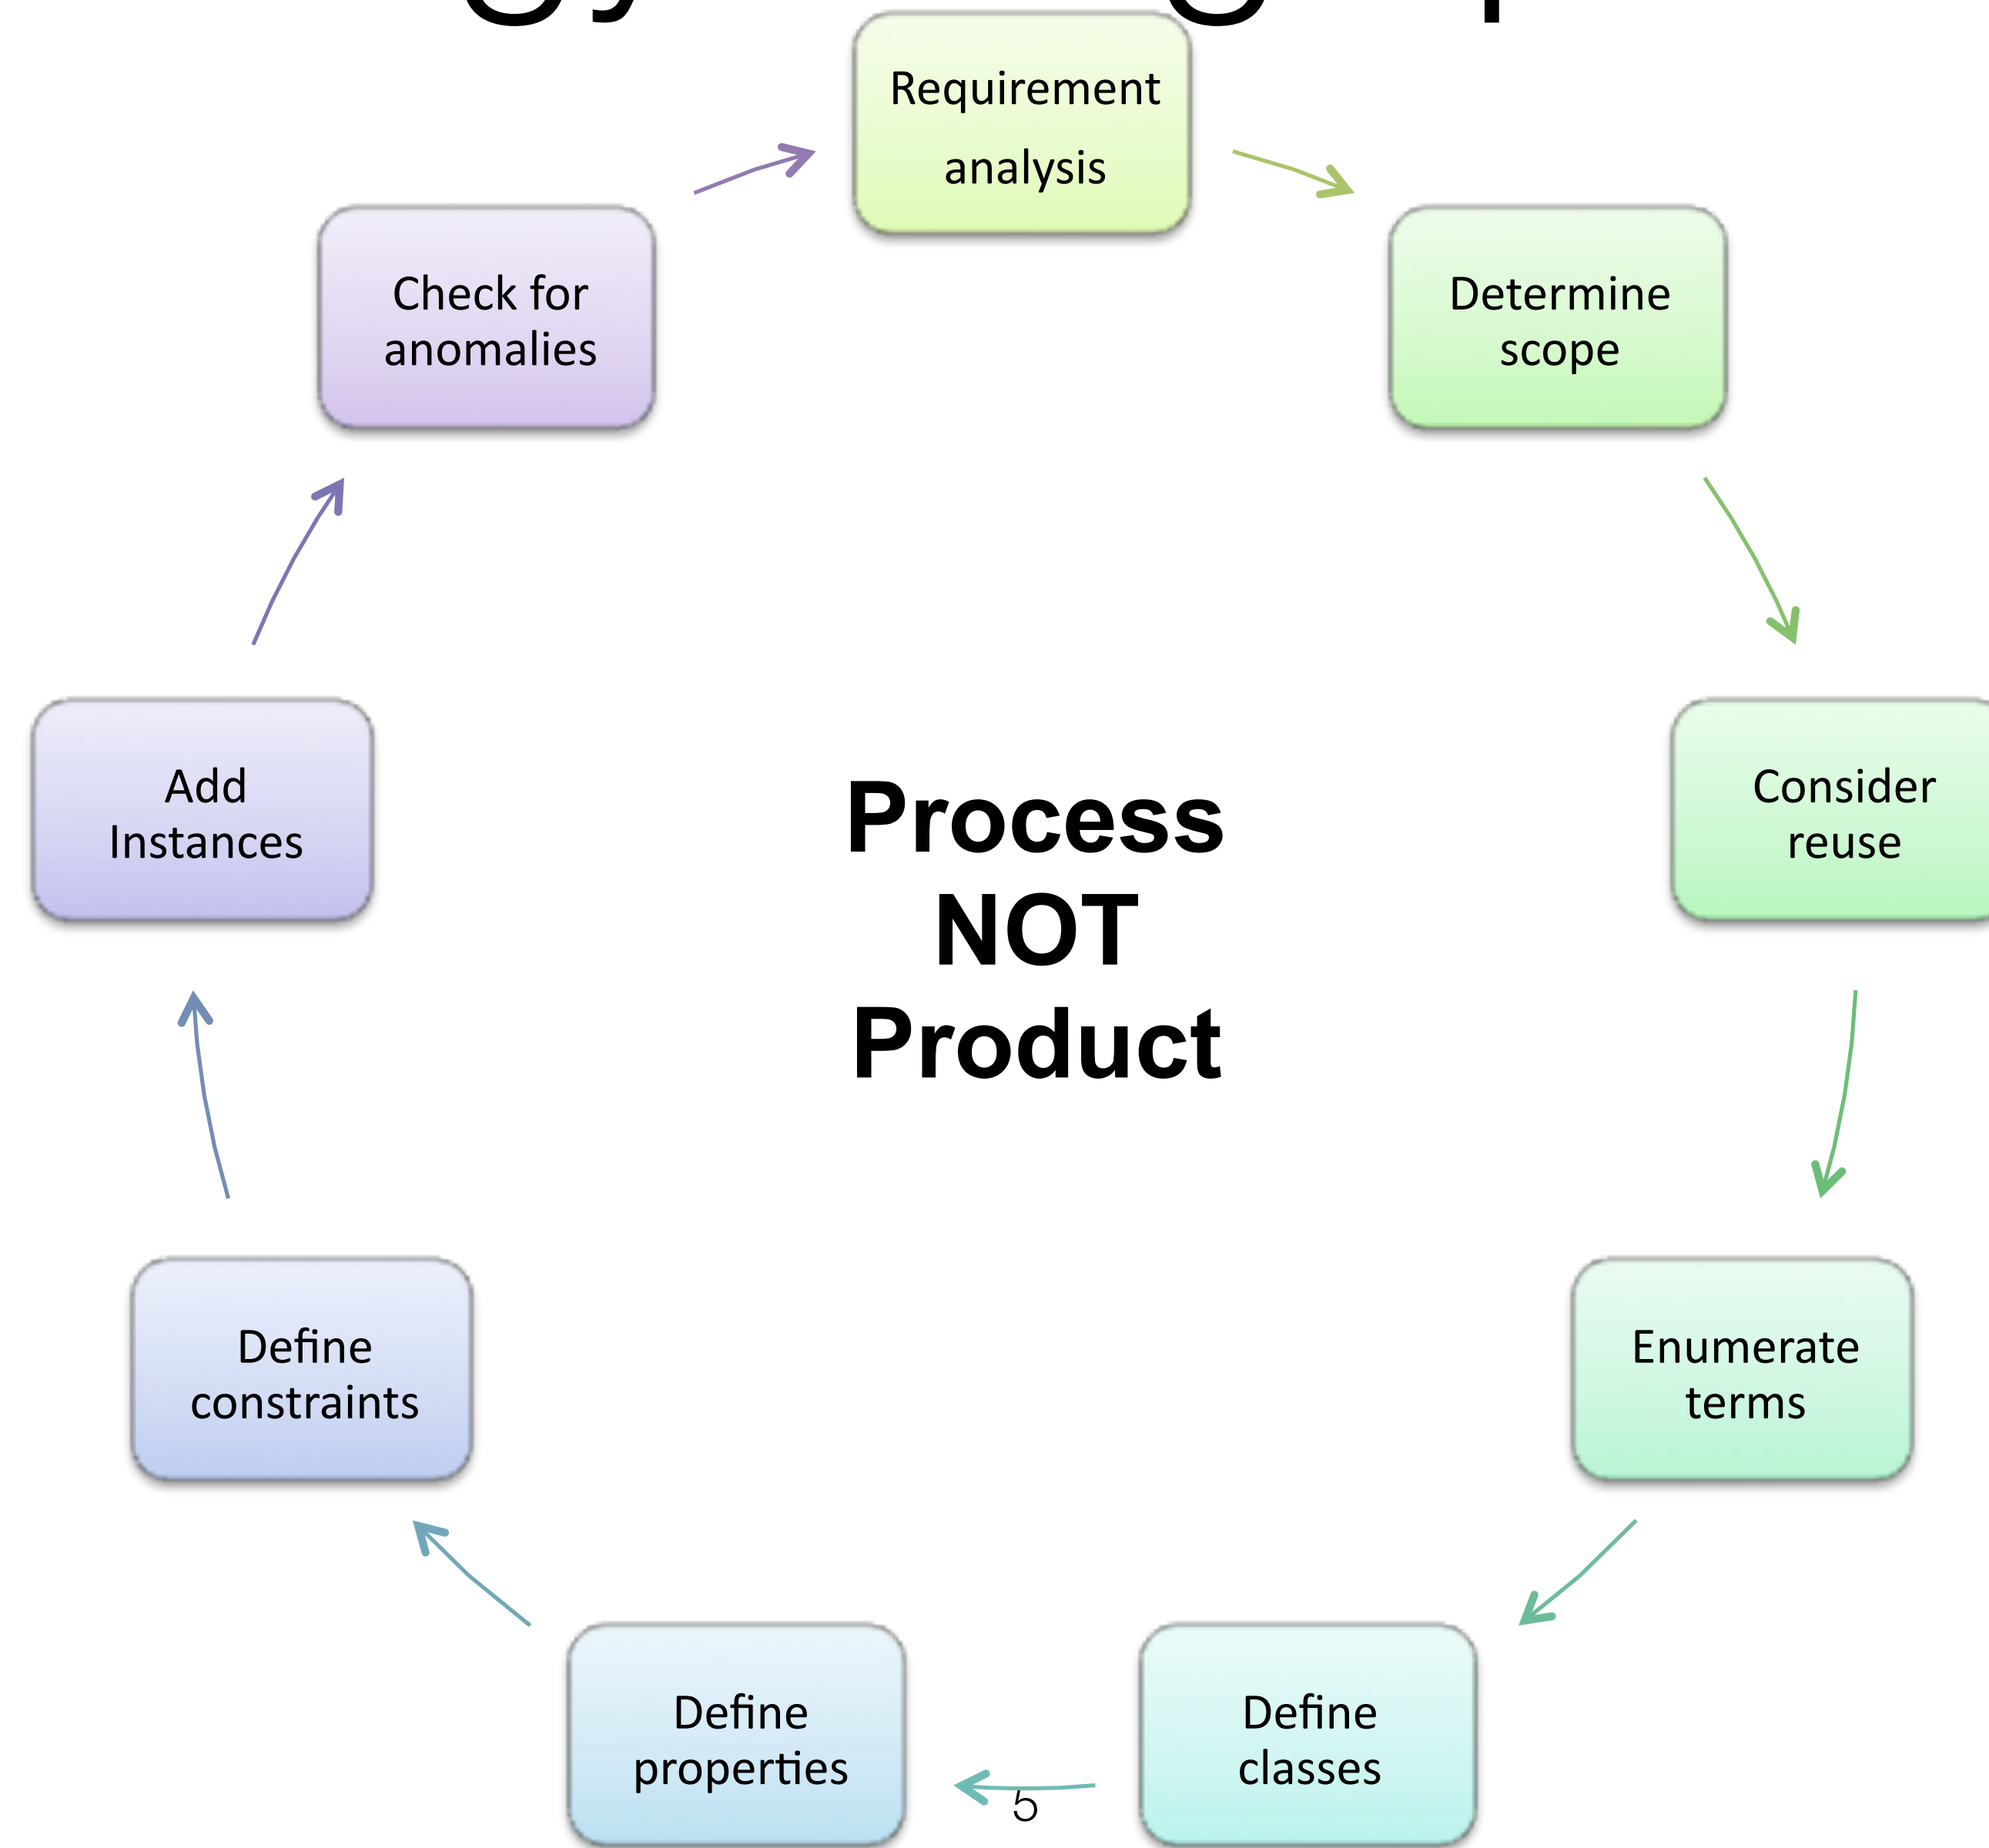 Requirement
analysis
Determine
scope
Consider
reuse
Enumerate
terms
Define
classes
Define
properties
Define
constraints
Add
Instances
Check for
anomalies
Process
NOT
Product
5